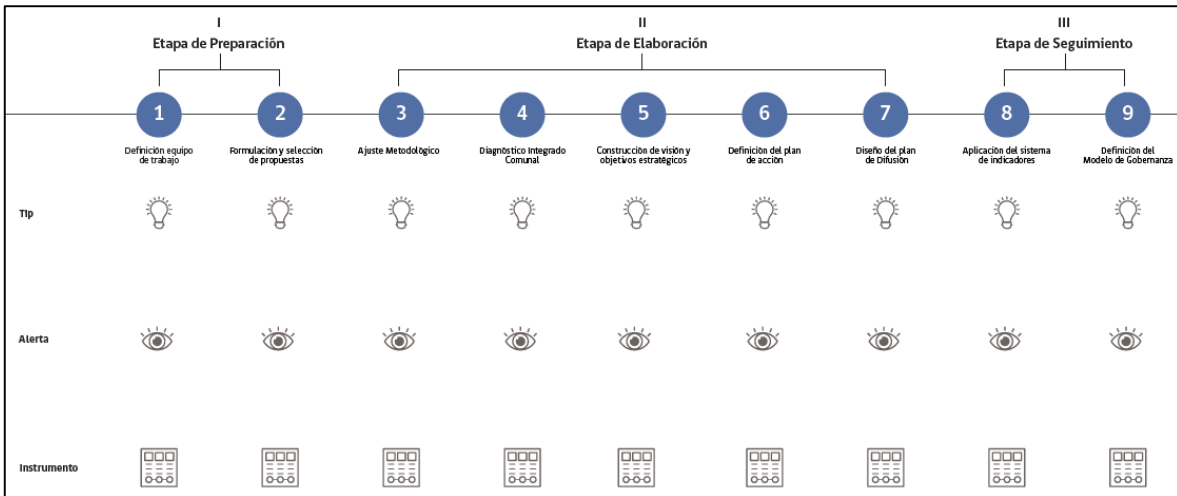 I
Etapa de Preparación
II
Etapa de Elaboración
III
Etapa de Seguimiento
1
2
3
4
5
6
7
8
9
Definición equipo
de trabajo
Formulación y selección
de propuestas
Ajuste Metodológico
Diagnóstico Integrado
Comunal
Construcción de visión y
objetivos estratégicos
Definición del plan
de acción
Diseño del plan
de Difusión
Aplicación del sistema
de indicadores
Definición del
Modelo de Gobernanza
Tip
Alerta
Instrumento